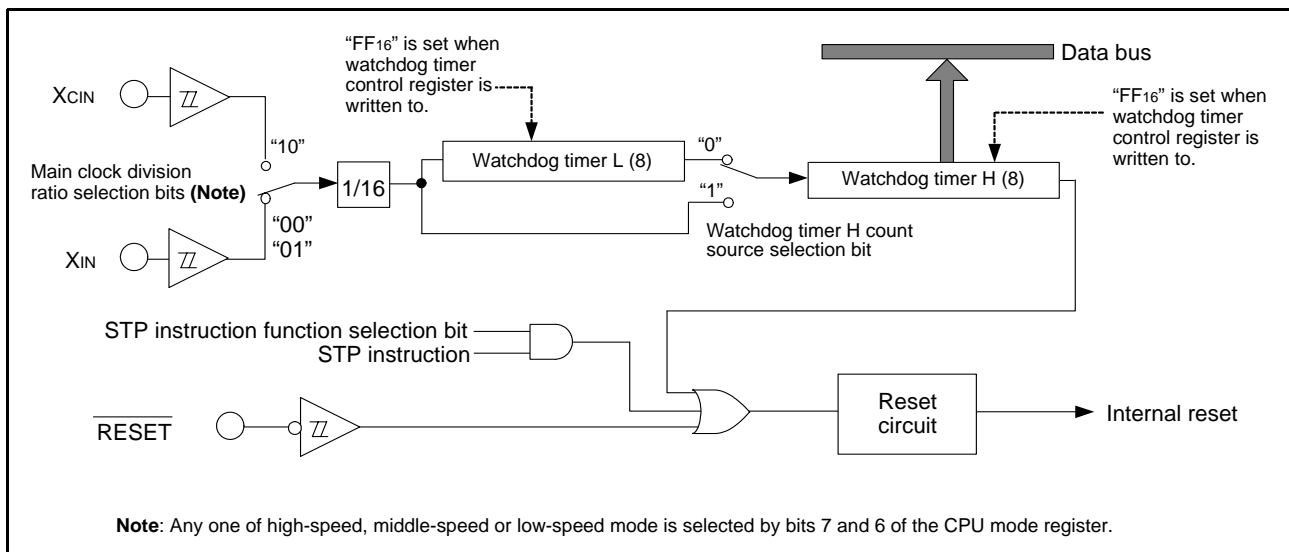 “FF16” is set when
watchdog timer
control register is
written to.
Data bus
XCIN
“FF16” is set when
watchdog timer
control register is
written to.
“10”
Main clock division
ratio selection bits (Note)
1/16
Watchdog timer L (8)
“0”
“1”
Watchdog timer H (8)
Watchdog timer H count
source selection bit
“00”
“01”
XIN
STP instruction function selection bit
STP instruction
RESET
Reset
circuit
Internal reset
Note: Any one of high-speed, middle-speed or low-speed mode is selected by bits 7 and 6 of the CPU mode register.